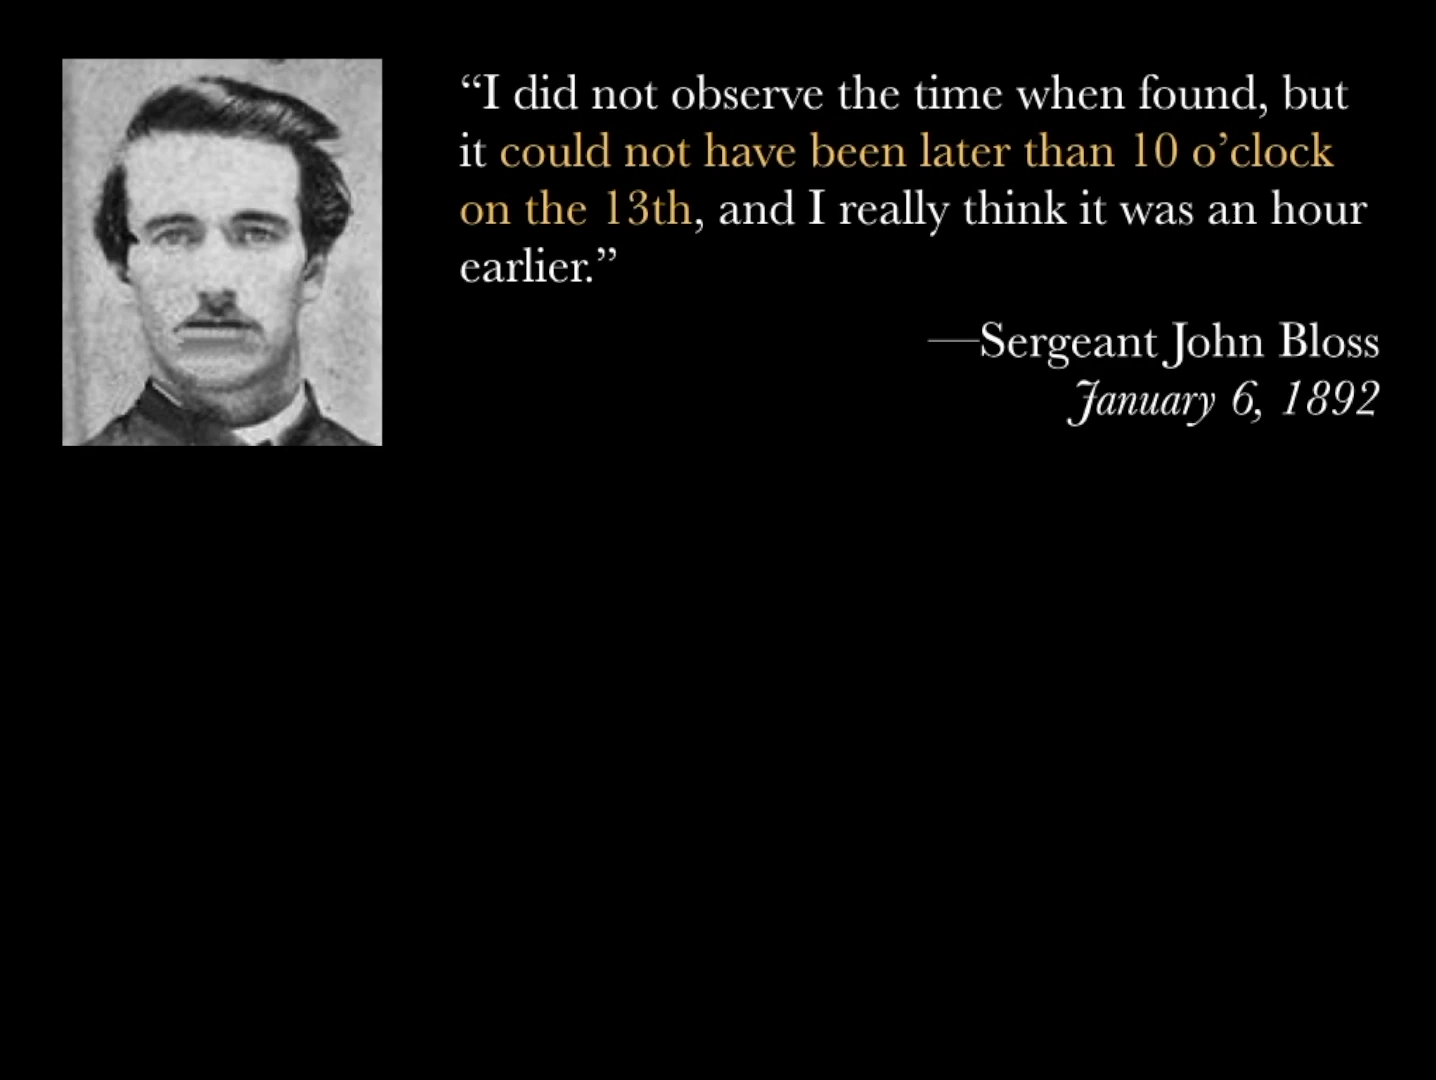 “I did not observe the time when found, but
it could not have been later than 10 o’clock
on the 13th, and I really think it was an hour
earlier.”
—Sergeant John Bloss
January 6, 1892